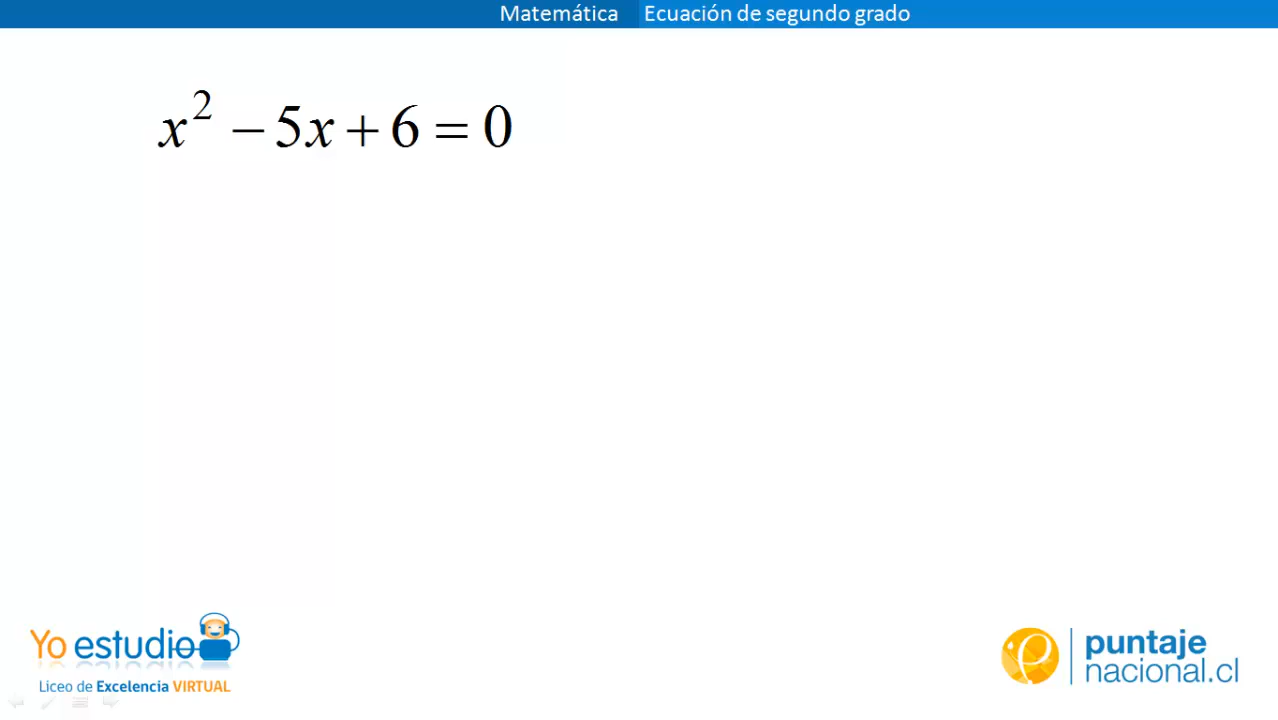 Matemática Ecuación de segundo grado
x² − 5x + 6 = 0
Yo estudio
Liceo de Excelencia VIRTUAL
puntaje
nacional.cl